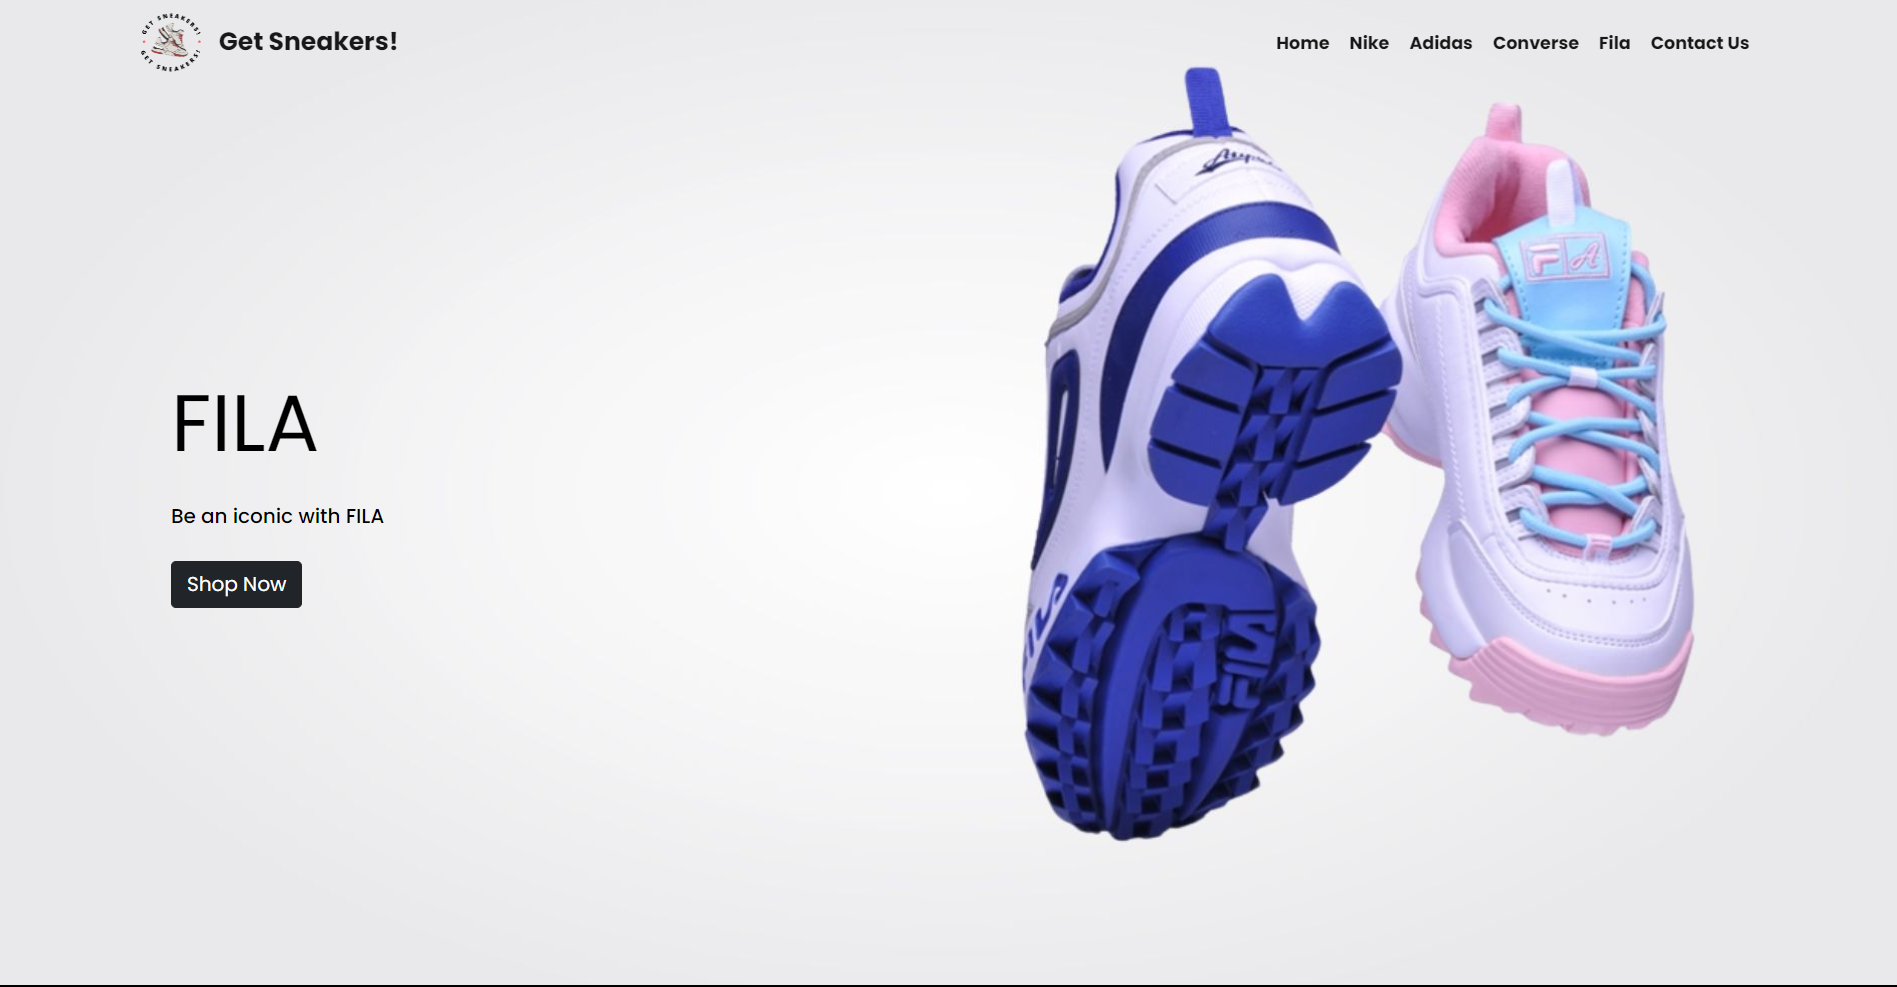 GET SNEAKERS!
GET SNEAKERS!
Get Sneakers!
Home Nike Adidas Converse Fila Contact Us
FILA
Be an iconic with FILA
Shop Now
F A
FILA